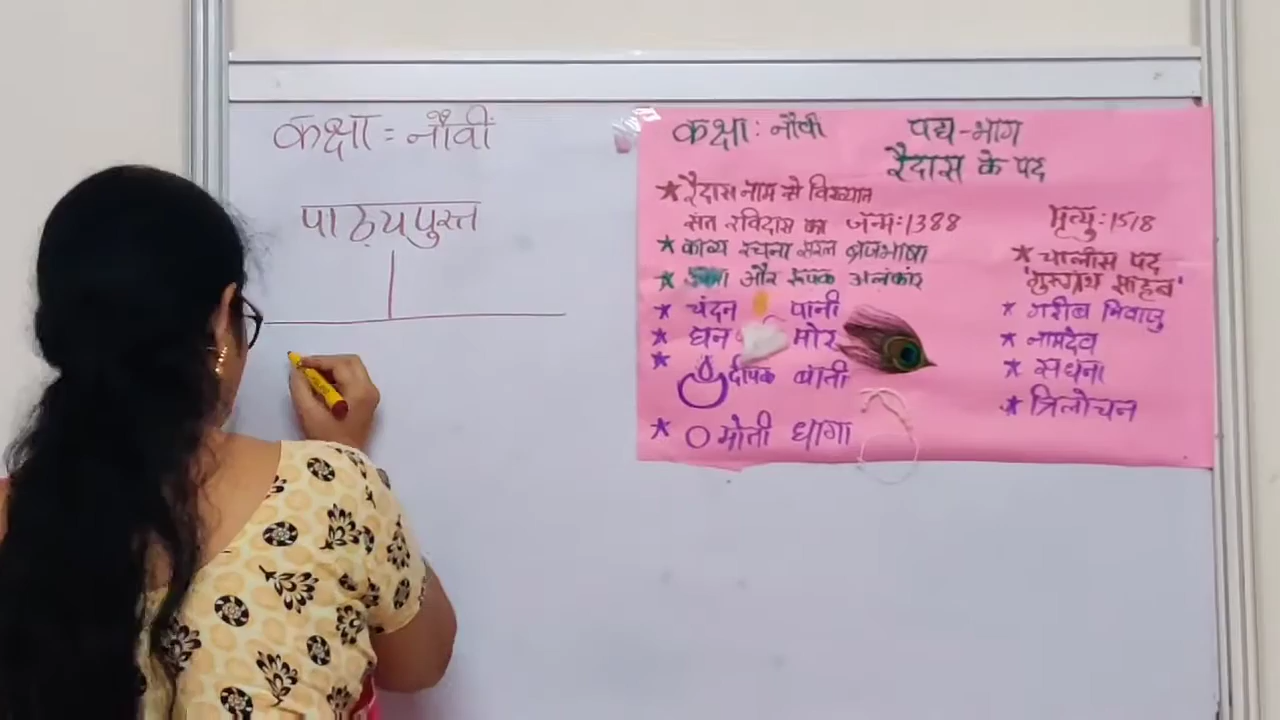 कक्षा = नौवीं
पाठ्यपुस्त
कक्षा : नौवी पद्य-भाग
रैदास के पद
★ रैदास नाम से विख्यात
संत रविदास का जन्म:1388 मृत्यु:1518
★ काव्य रचना सरल ब्रजभाषा
★ और रूपक अलंकार
★ चंदन पानी
★ घन मोर
★ दीपक बाती
★ मोती धागा
★ चालीस पद
'गुरुग्रंथ साहब'
★ गरीब निवाजु
★ नामदेव
★ सधना
★ त्रिलोचन